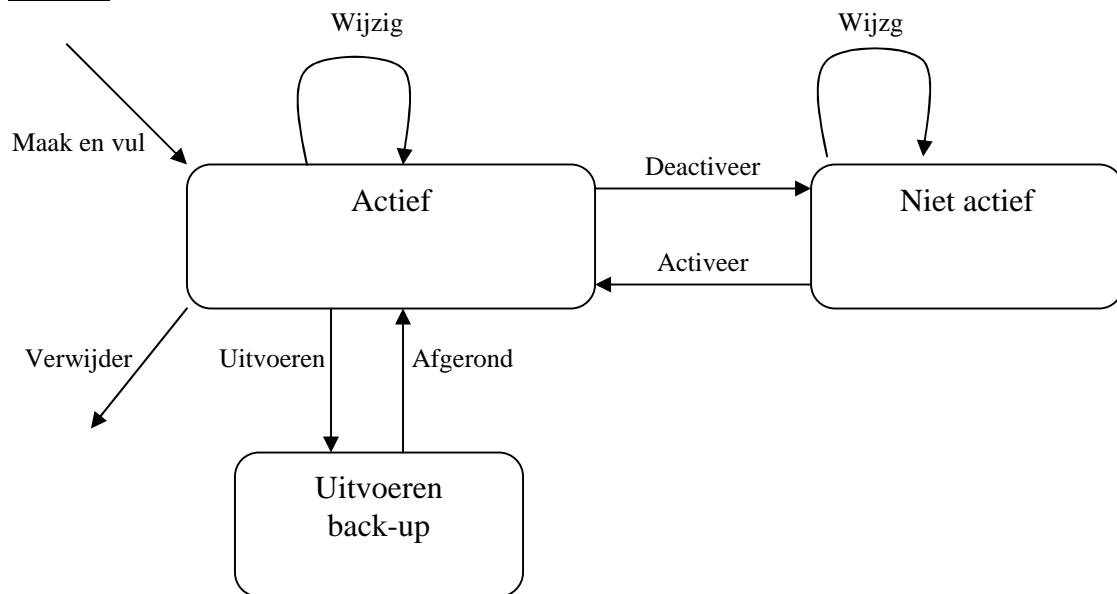 Wijzig
Wijzg
Maak en vul
Deactiveer
Actief
Niet actief
Activeer
Verwijder
Uitvoeren
Afgerond
Uitvoeren
back-up